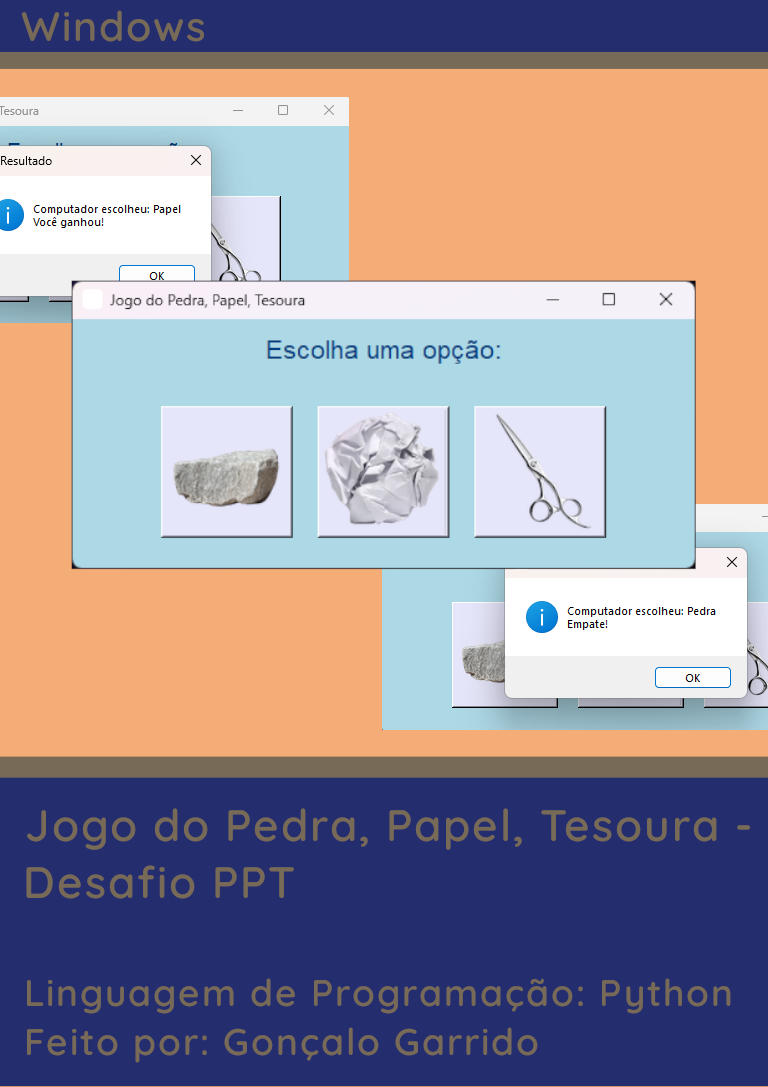 Windows
Tesoura
Resultado
Computador escolheu: Papel
Você ganhou!
OK
Jogo do Pedra, Papel, Tesoura
Escolha uma opção:
Computador escolheu: Pedra
Empate!
OK
Jogo do Pedra, Papel, Tesoura -
Desafio PPT
Linguagem de Programação: Python
Feito por: Gonçalo Garrido